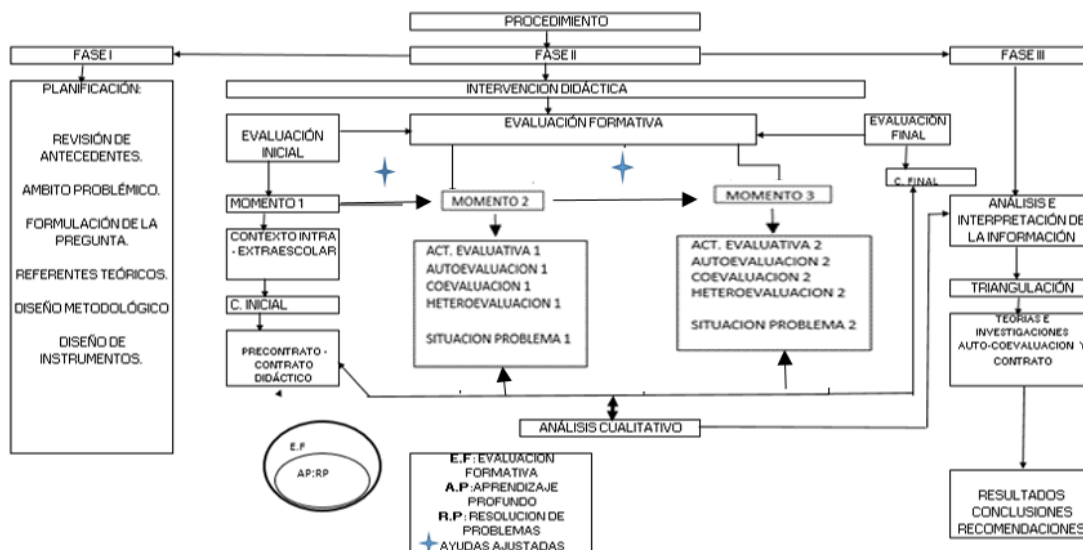 PROCEDIMIENTO
FASE I
FASE II
FASE III
PLANIFICACIÓN:
REVISIÓN DE
ANTECEDENTES.
AMBITO PROBLÉMICO.
FORMULACIÓN DE LA
PREGUNTA.
REFERENTES TEÓRICOS.
DISEÑO METODOLÓGICO
DISEÑO DE
INSTRUMENTOS.
INTERVENCION DIDÁCTICA
EVALUACIÓN
INICIAL
EVALUACIÓN FORMATIVA
EVALUACIÓN
FINAL
C. FINAL
MOMENTO 1
MOMENTO 2
MOMENTO 3
CONTEXTO INTRA
- EXTRAESCOLAR
C. INICIAL
PRECONTRATO -
CONTRATO
DIDÁCTICO
ACT. EVALUATIVA 1
AUTOEVALUACION 1
COEVALUACION 1
HETEROEVALUACION 1
SITUACION PROBLEMA 1
ACT. EVALUATIVA 2
AUTOEVALUACION 2
COEVALUACION 2
HETEROEVALUACION 2
SITUACION PROBLEMA 2
ANÁLISIS CUALITATIVO
ANÁLISIS E
INTERPRETACIÓN DE
LA INFORMACIÓN
TRIANGULACIÓN
TEORIAS E
INVESTIGACIONES
AUTO-COEVALUACION Y
CONTRATO
RESULTADOS
CONCLUSIONES
RECOMENDACIONES
E.F
AP:RP
E.F: EVALUACION
FORMATIVA
A.P: APRENDIZAJE
PROFUNDO
R.P: RESOLUCION DE
PROBLEMAS
AYUDAS AJUSTADAS